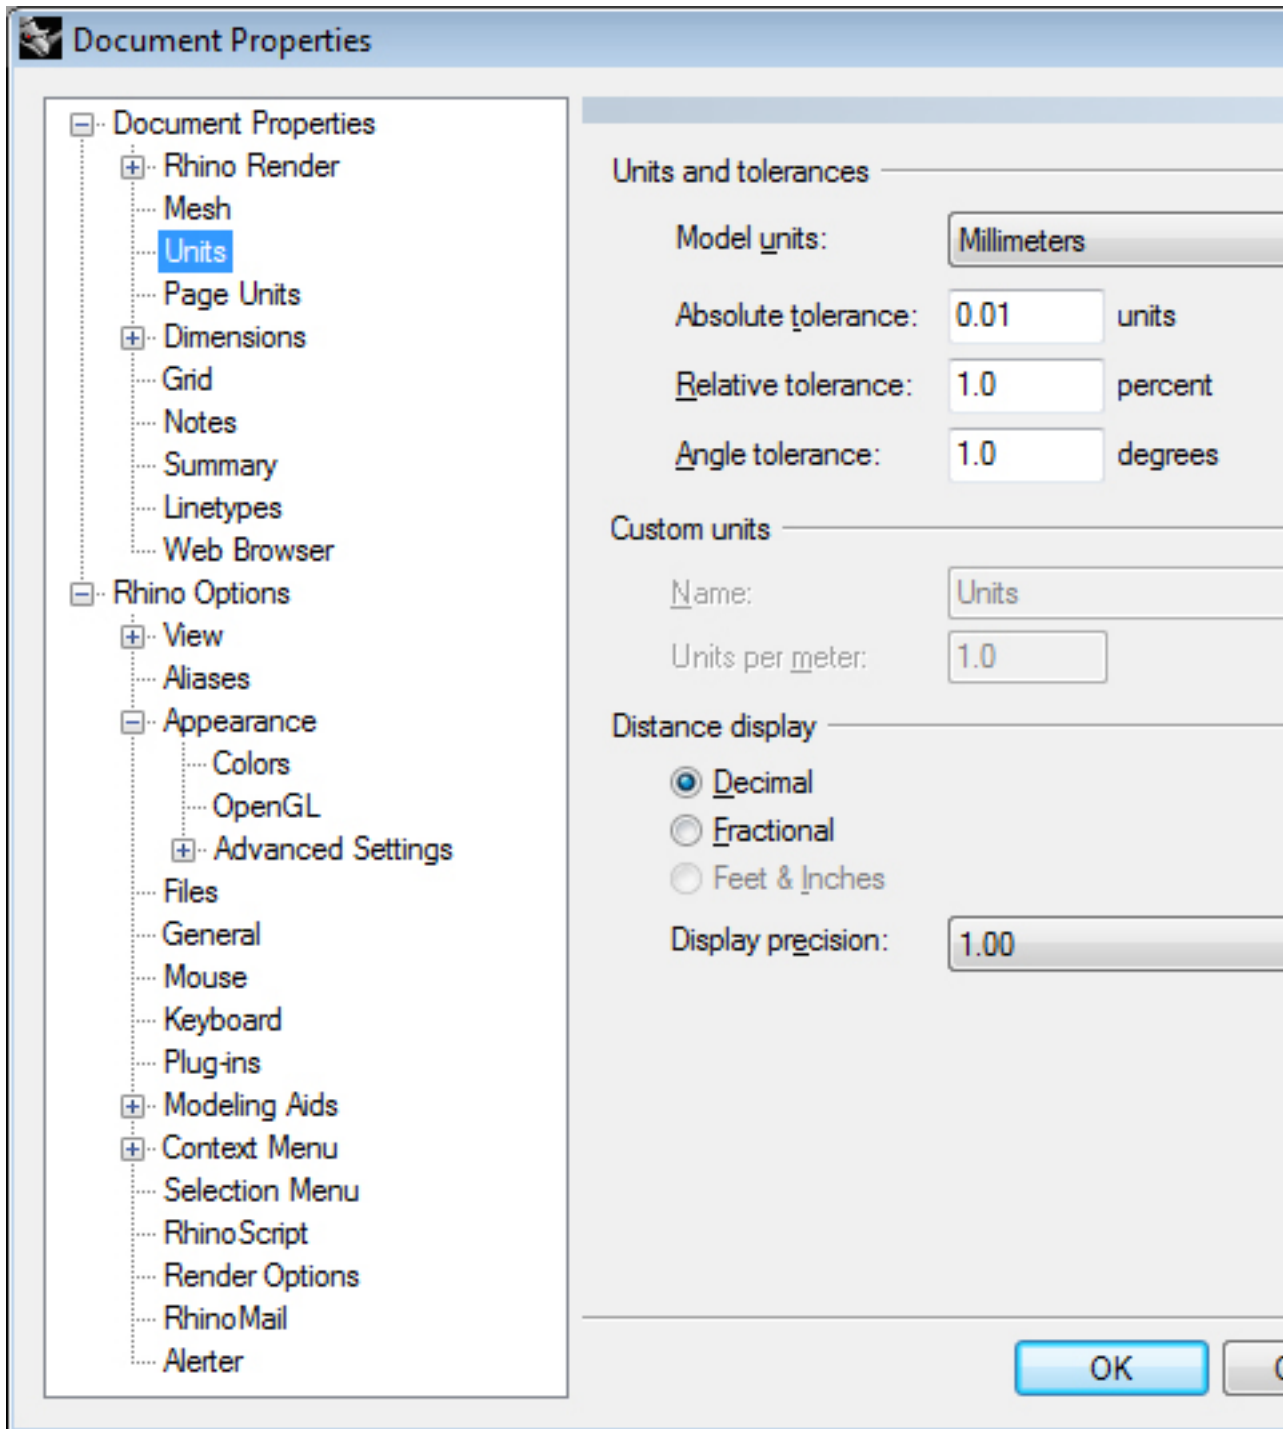 Document Properties
Document Properties
Rhino Render
Mesh
Units
Page Units
Dimensions
Grid
Notes
Summary
Linetypes
Web Browser
Rhino Options
View
Aliases
Appearance
Colors
OpenGL
Advanced Settings
Files
General
Mouse
Keyboard
Plug-ins
Modeling Aids
Context Menu
Selection Menu
RhinoScript
Render Options
RhinoMail
Alerter
Units and tolerances
Model units: Millimeters
Absolute tolerance: 0.01 units
Relative tolerance: 1.0 percent
Angle tolerance: 1.0 degrees
Custom units
Name: Units
Units per meter: 1.0
Distance display
Decimal
Fractional
Feet & Inches
Display precision: 1.00
OK